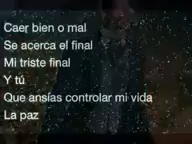 Caer bien o mal
Se acerca el final
Mi triste final
Y tú
Que ansías controlar mi vida
La paz